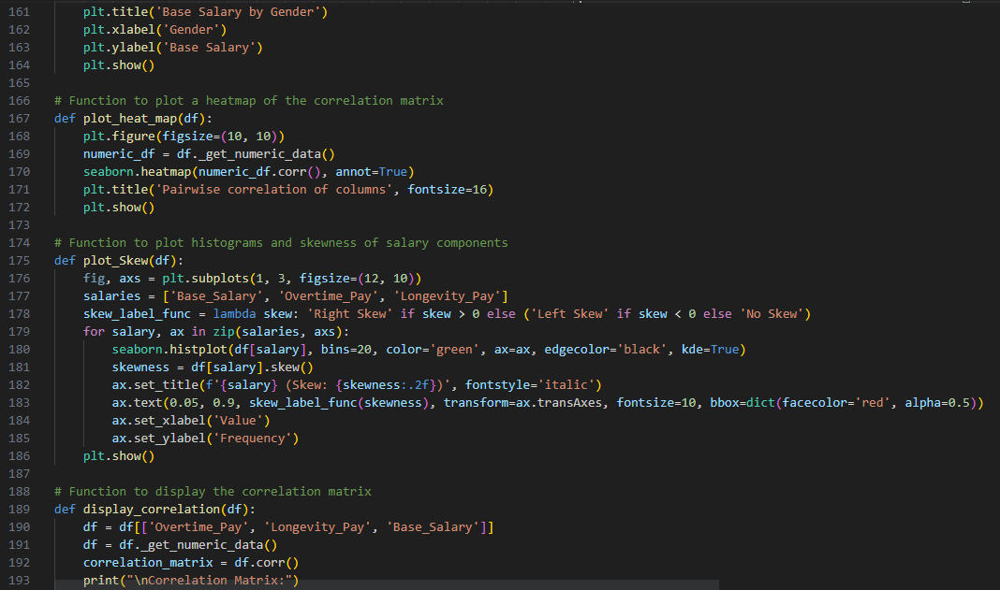 161 plt.title('Base Salary by Gender')
162 plt.xlabel('Gender')
163 plt.ylabel('Base Salary')
164 plt.show()
165
166 # Function to plot a heatmap of the correlation matrix
167 def plot_heat_map(df):
168 plt.figure(figsize=(10, 10))
169 numeric_df = df._get_numeric_data()
170 seaborn.heatmap(numeric_df.corr(), annot=True)
171 plt.title('Pairwise correlation of columns', fontsize=16)
172 plt.show()
173
174 # Function to plot histograms and skewness of salary components
175 def plot_Skew(df):
176 fig, axs = plt.subplots(1, 3, figsize=(12, 10))
177 salaries = ['Base_Salary', 'Overtime_Pay', 'Longevity_Pay']
178 skew_label_func = lambda skew: 'Right Skew' if skew > 0 else ('Left Skew' if skew < 0 else 'No Skew')
179 for salary, ax in zip(salaries, axs):
180 seaborn.histplot(df[salary], bins=20, color='green', ax=ax, edgecolor='black', kde=True)
181 skewness = df[salary].skew()
182 ax.set_title(f'{salary} (Skew: {skewness:.2f})', fontstyle='italic')
183 ax.text(0.05, 0.9, skew_label_func(skewness), transform=ax.transAxes, fontsize=10, bbox=dict(facecolor='red', alpha=0.5))
184 ax.set_xlabel('Value')
185 ax.set_ylabel('Frequency')
186 plt.show()
187
188 # Function to display the correlation matrix
189 def display_correlation(df):
190 df = df[['Overtime_Pay', 'Longevity_Pay', 'Base_Salary']]
191 df = df._get_numeric_data()
192 correlation_matrix = df.corr()
193 print("\nCorrelation Matrix:")